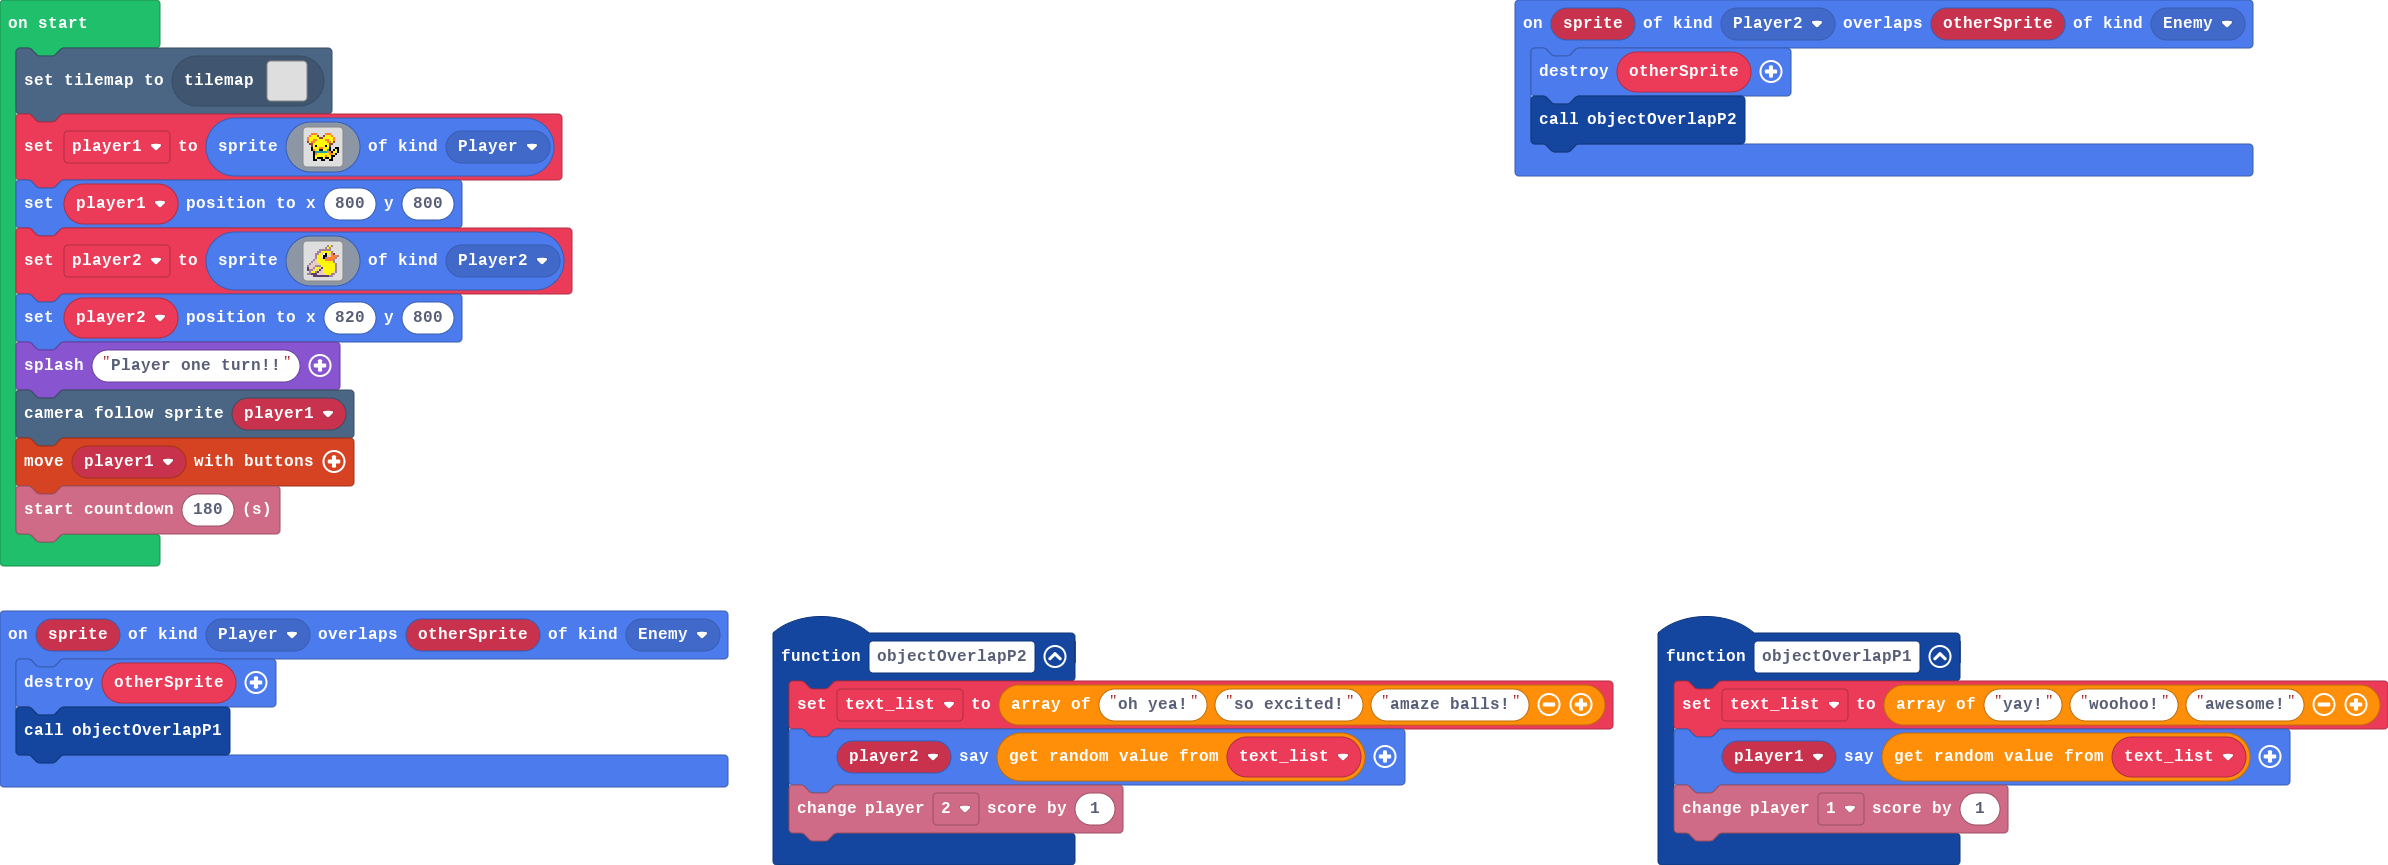 on start
set tilemap to tilemap
set player1 to sprite of kind Player
set player1 position to x 800 y 800
set player2 to sprite of kind Player2
set player2 position to x 820 y 800
splash "Player one turn!!"
camera follow sprite player1
move player1 with buttons
start countdown 180 (s)
on sprite of kind Player2 overlaps otherSprite of kind Enemy
destroy otherSprite
call objectOverlapP2
on sprite of kind Player overlaps otherSprite of kind Enemy
destroy otherSprite
call objectOverlapP1
function objectOverlapP2
set text_list to array of "oh yea!" "so excited!" "amaze balls!"
player2 say get random value from text_list
change player 2 score by 1
function objectOverlapP1
set text_list to array of "yay!" "woohoo!" "awesome!"
player1 say get random value from text_list
change player 1 score by 1